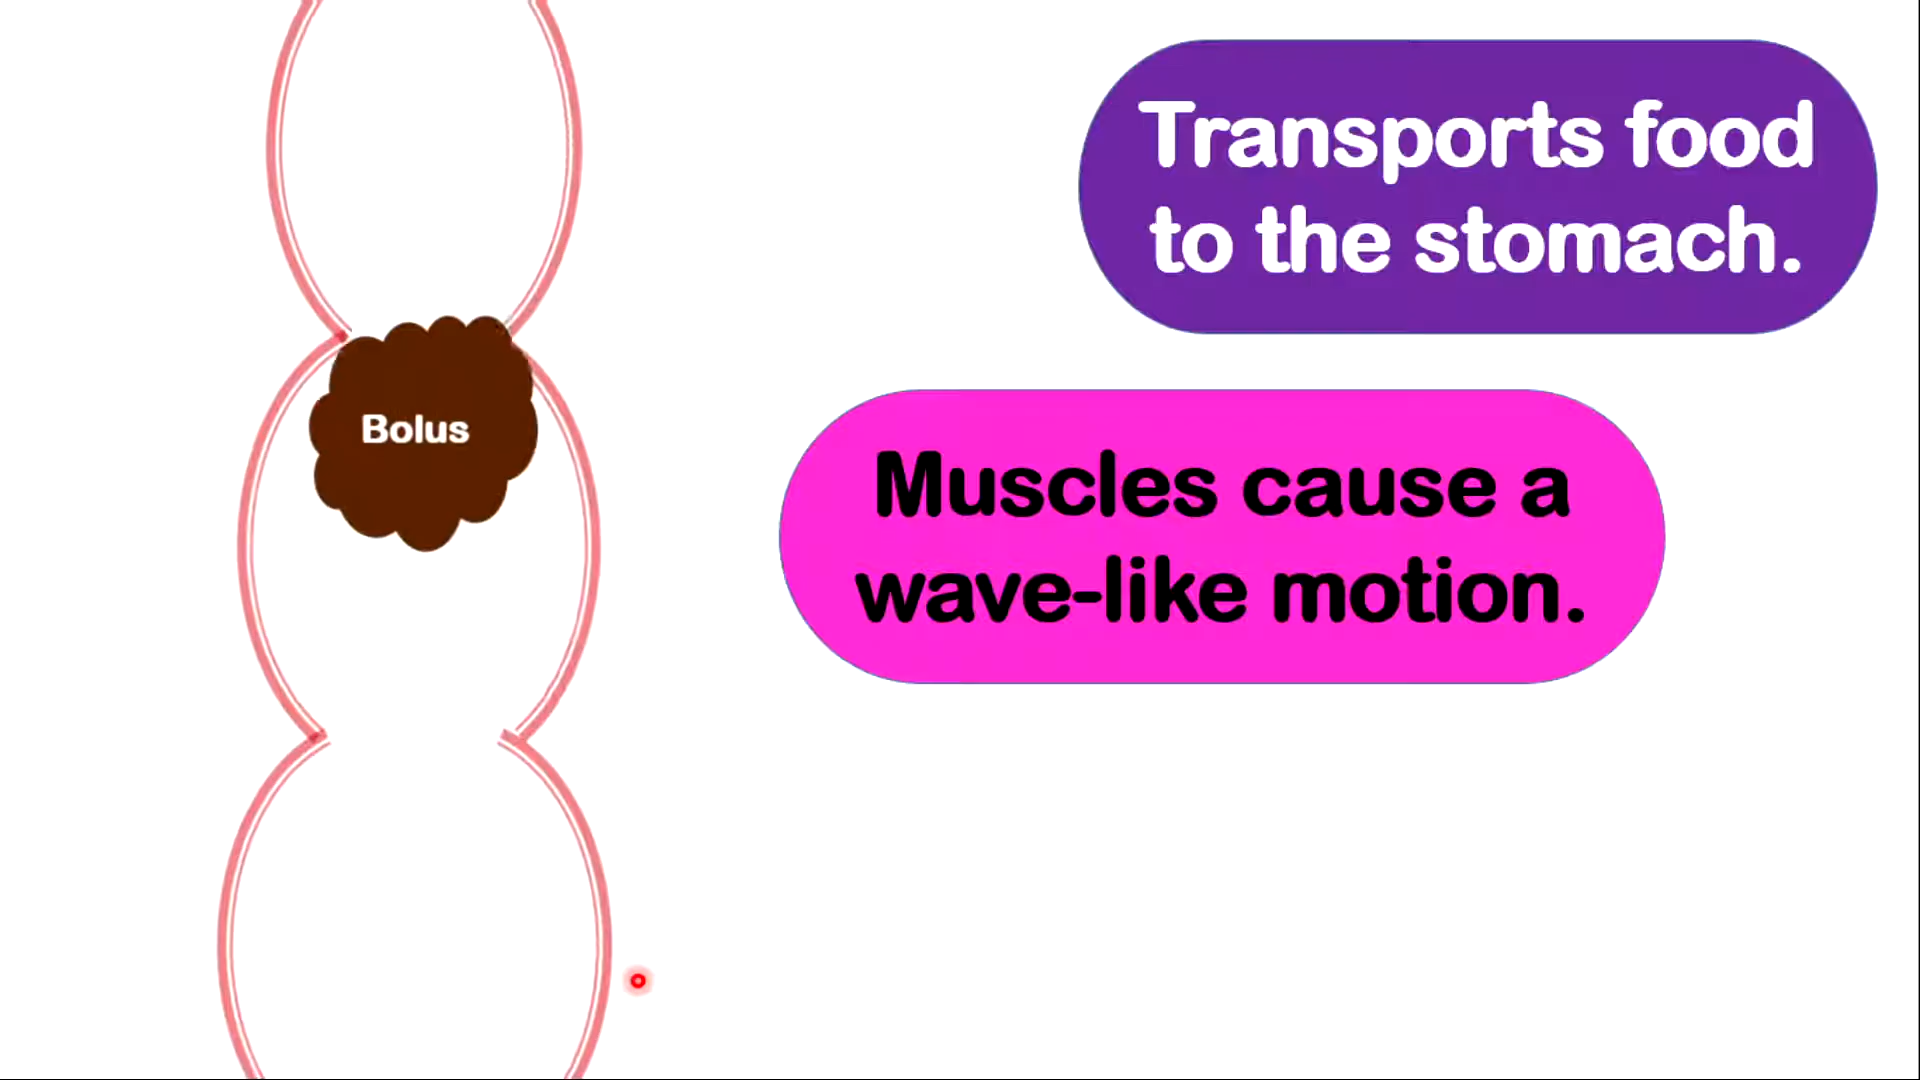 Transports food
to the stomach.
Bolus
Muscles cause a
wave-like motion.